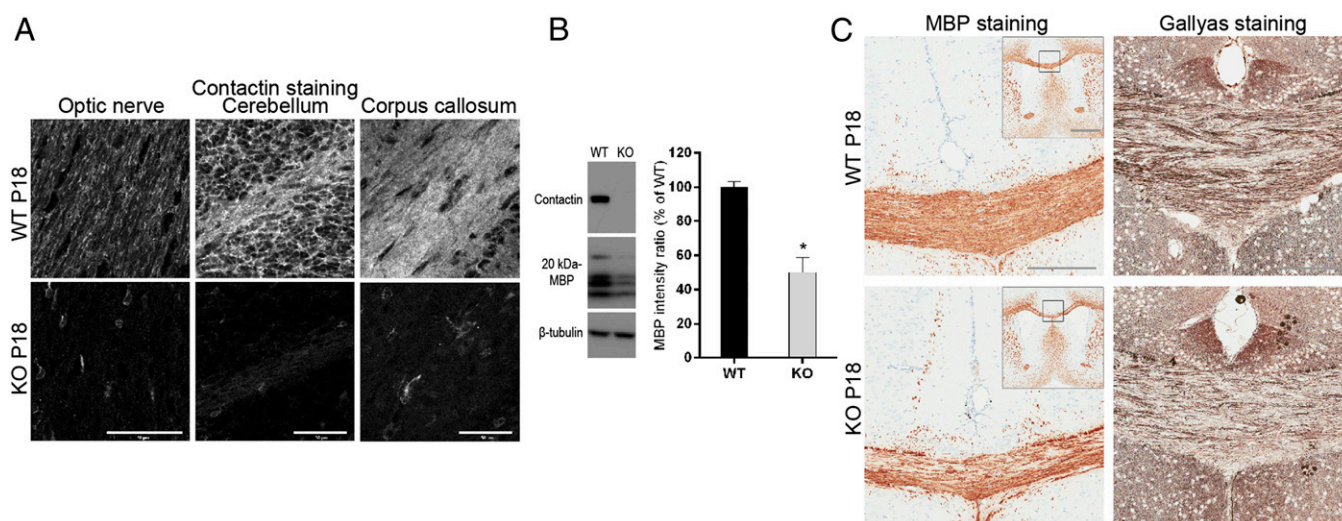 A
Contactin staining
Optic nerve
Cerebellum
Corpus callosum
WT P18
KO P18
B
WT KO
Contactin
20 kDa-
MBP
β-tubulin
MBP intensity ratio (% of WT)
120
100
80
60
40
20
0
*
WT
KO
C
MBP staining
Gallyas staining
WT P18
KO P18